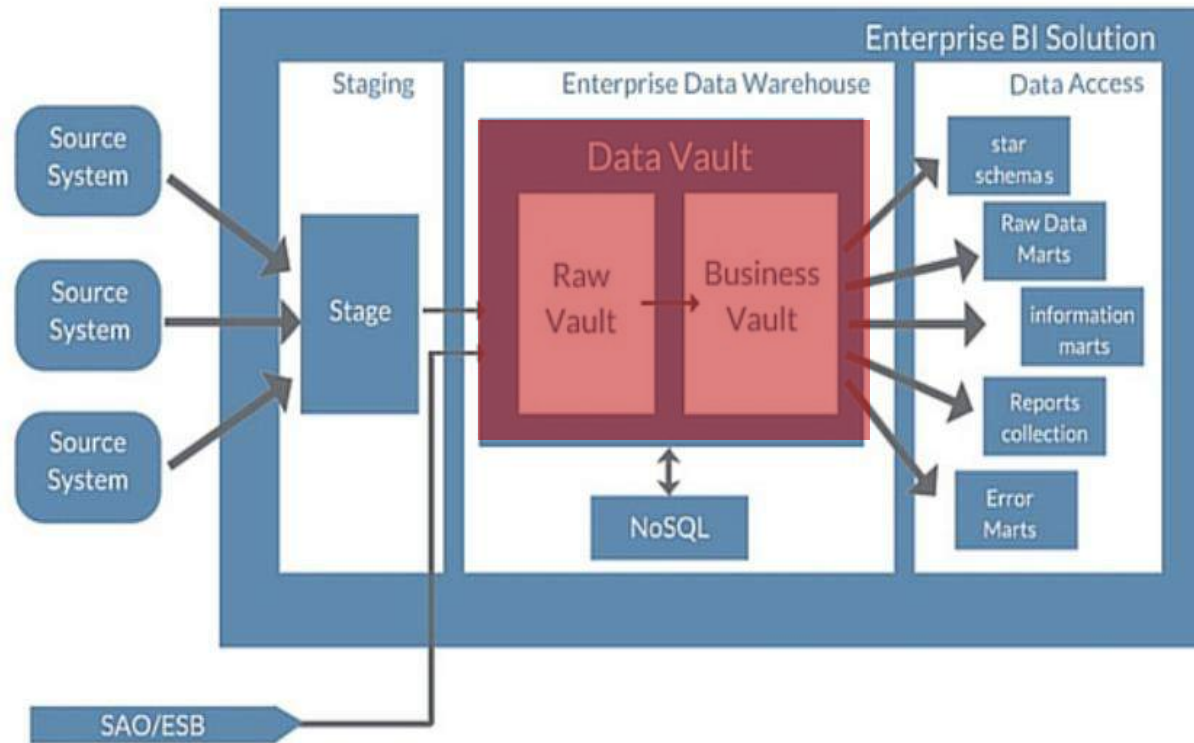 Enterprise BI Solution
Staging
Enterprise Data Warehouse
Data Access
Source
System
Source
System
Source
System
Stage
Data Vault
Raw
Vault
Business
Vault
NoSQL
star
schemas
Raw Data
Marts
information
marts
Reports
collection
Error
Marts
SAO/ESB